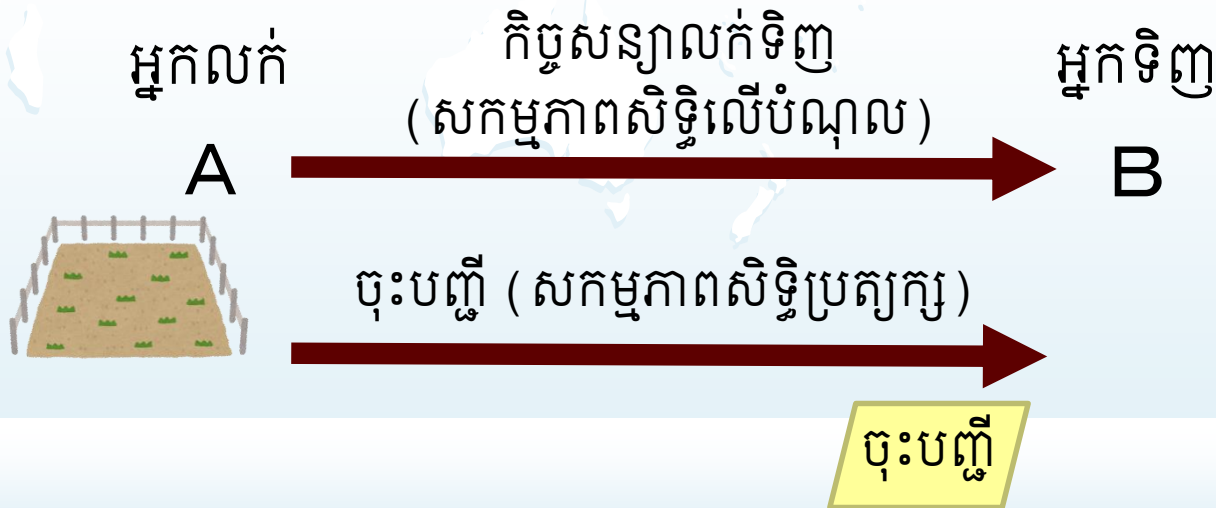 អ្នកលក់
កិច្ចសន្យាលក់ទិញ
(សកម្មភាពសិទ្ធិលើបំណុល)
អ្នកទិញ
A
B
ចុះបញ្ជី (សកម្មភាពសិទ្ធិប្រត្យក្ស)
ចុះបញ្ជី